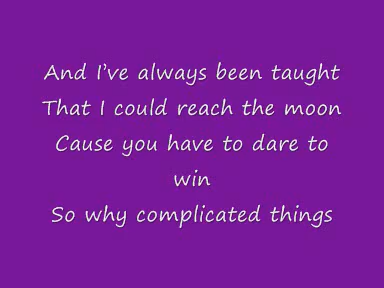 And I’ve always been taught
That I could reach the moon
Cause you have to dare to
win
So why complicated things